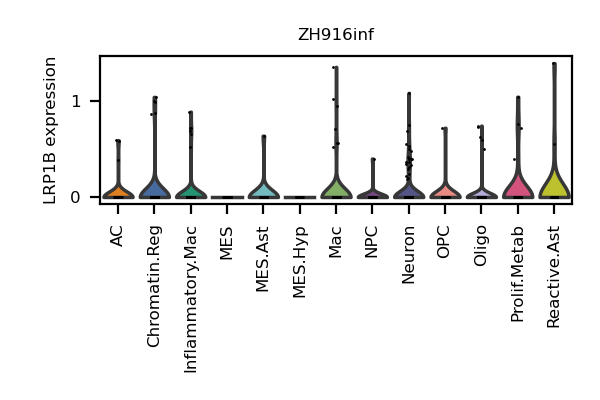 ZH916inf
LRP1B expression
1
0
AC
Chromatin.Reg
Inflammatory.Mac
MES
MES.Ast
MES.Hyp
Mac
NPC
Neuron
OPC
Oligo
Prolif.Metab
Reactive.Ast